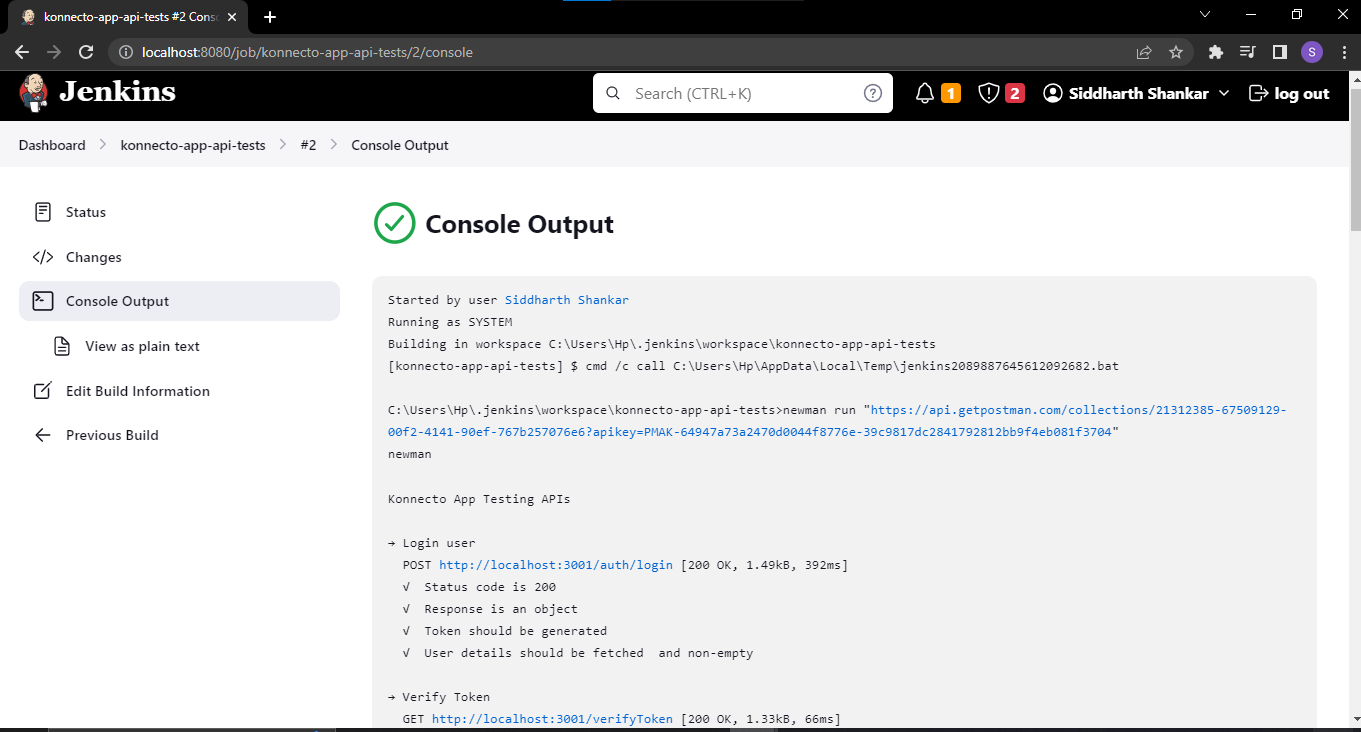 konnecto-app-api-tests #2 Conso
localhost:8080/job/konnecto-app-api-tests/2/console
S
Jenkins
Search (CTRL+K)
?
1
2
Siddharth Shankar
log out
Dashboard
konnecto-app-api-tests
#2
Console Output
Status
Changes
Console Output
View as plain text
Edit Build Information
Previous Build
Console Output
Started by user Siddharth Shankar
Running as SYSTEM
Building in workspace C:\Users\Hp\.jenkins\workspace\konnecto-app-api-tests
[konnecto-app-api-tests] $ cmd /c call C:\Users\Hp\AppData\Local\Temp\jenkins2089887645612092682.bat
C:\Users\Hp\.jenkins\workspace\konnecto-app-api-tests>newman run "https://api.getpostman.com/collections/21312385-67509129-
00f2-4141-90ef-767b257076e6?apikey=PMAK-64947a73a2470d0044f8776e-39c9817dc2841792812bb9f4eb081f3704"
newman
Konnecto App Testing APIs
→ Login user
POST http://localhost:3001/auth/login [200 OK, 1.49kB, 392ms]
√ Status code is 200
√ Response is an object
√ Token should be generated
√ User details should be fetched  and non-empty
→ Verify Token
GET http://localhost:3001/verifyToken [200 OK, 1.33kB, 66ms]